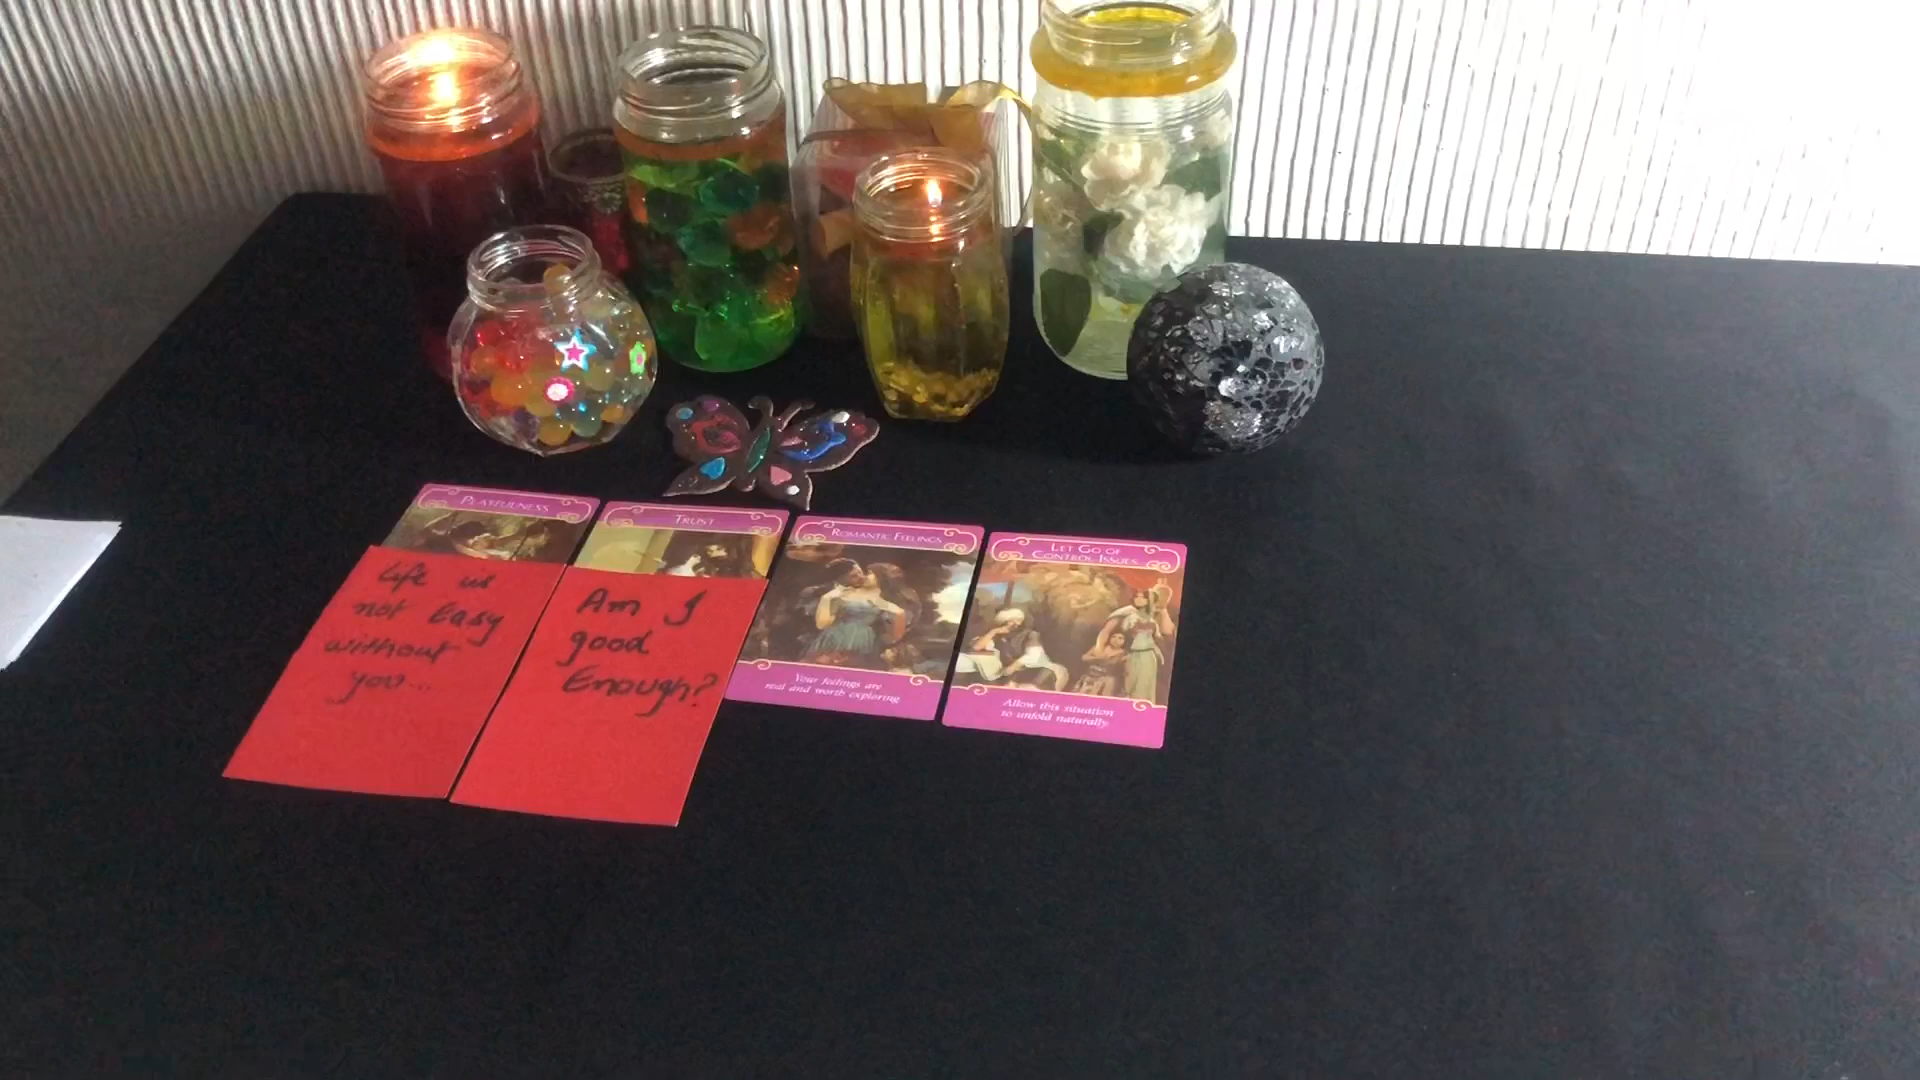 PLAYFULNESS
TRUST
ROMANTIC FEELINGS
LET GO OF
CONTROL ISSUES
Life is
not Easy
without
you...
Am I
good
Enough?
Your feelings are
real and worth exploring
Allow this situation
to unfold naturally